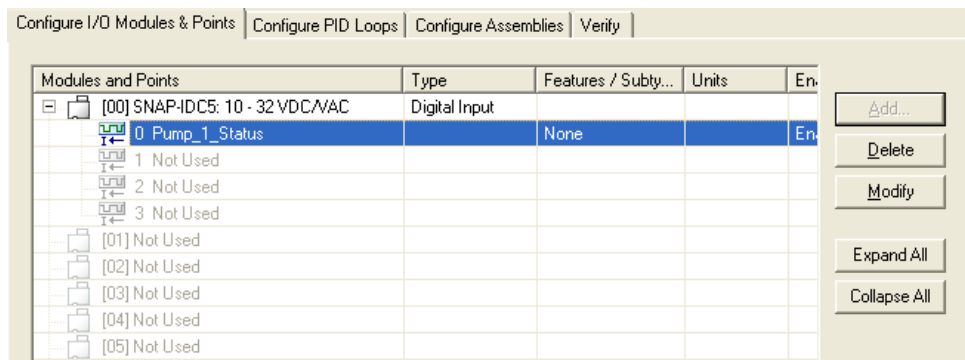 Configure I/O Modules & Points Configure PID Loops Configure Assemblies Verify
Modules and Points Type Features / Subty... Units En
[00] SNAP-IDC5: 10 - 32 VDC/VAC Digital Input
0 Pump_1_Status None En
1 Not Used
2 Not Used
3 Not Used
[01] Not Used
[02] Not Used
[03] Not Used
[04] Not Used
[05] Not Used
Add...
Delete
Modify
Expand All
Collapse All